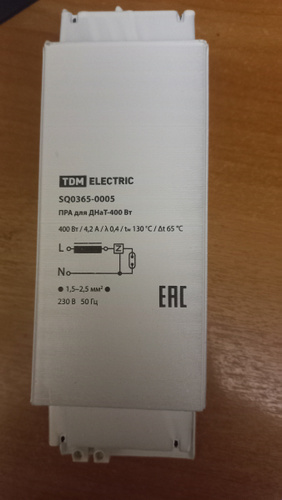 TDM ELECTRIC
SQ0365-0005
ПРА для ДНаТ-400 Вт
400 Вт / 4,2 А / λ 0,4 / tw 130 °C / Δt 65 °C
L
Z
N
1,5–2,5 мм²
230 В 50 Гц
EAC